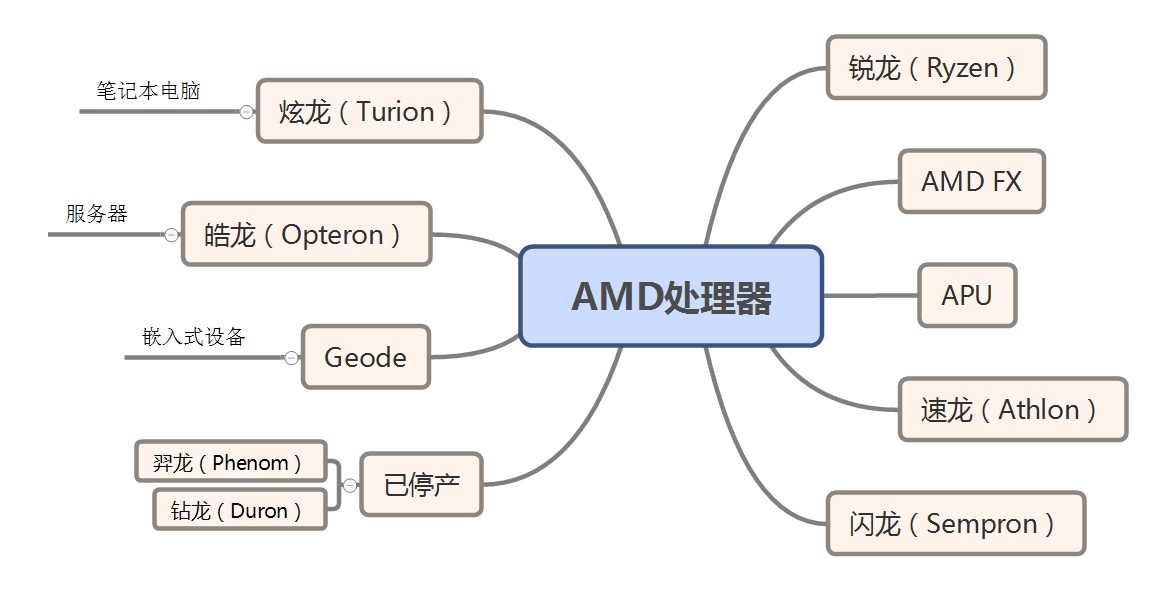 AMD处理器
锐龙（Ryzen）
AMD FX
APU
速龙（Athlon）
闪龙（Sempron）
炫龙（Turion）
笔记本电脑
皓龙（Opteron）
服务器
Geode
嵌入式设备
已停产
羿龙（Phenom）
钻龙（Duron）